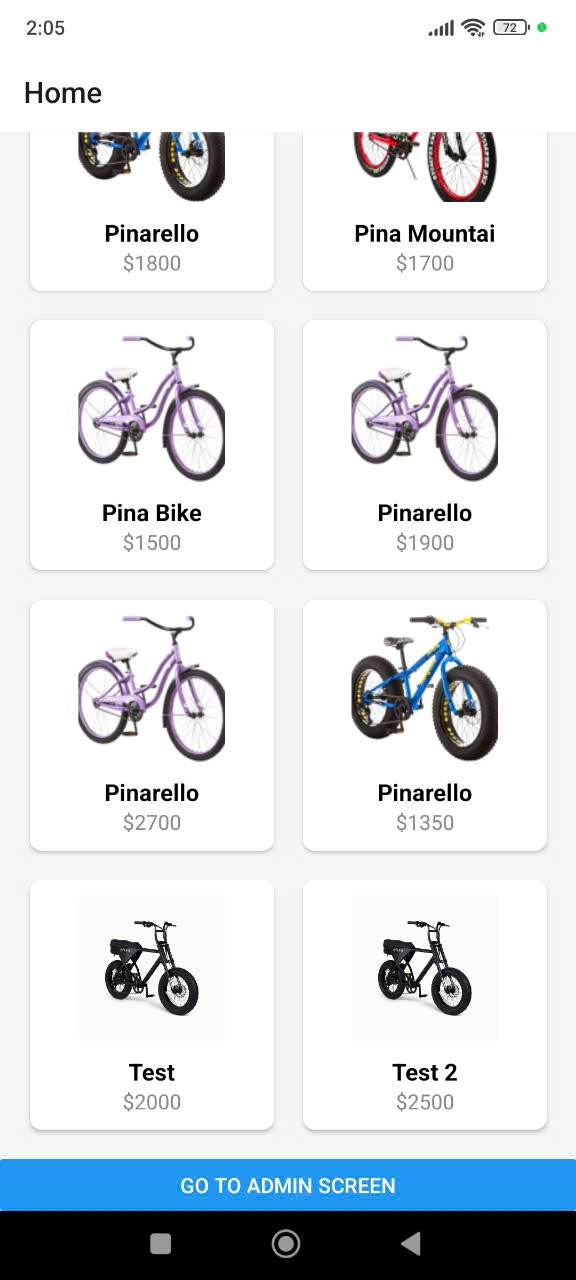 2:05
72
Home
Pinarello
$1800
Pina Mountai
$1700
Pina Bike
$1500
Pinarello
$1900
Pinarello
$2700
Pinarello
$1350
Test
$2000
Test 2
$2500
GO TO ADMIN SCREEN